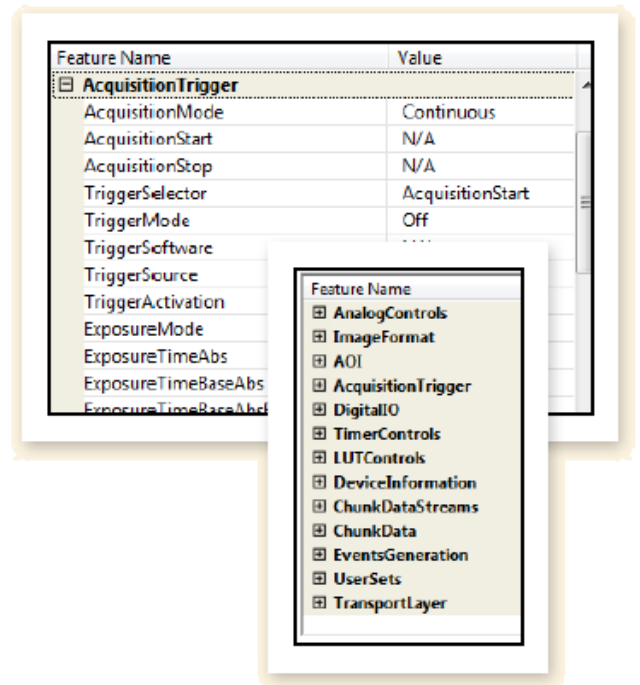 Feature Name Value
AcquisitionTrigger
AcquisitionMode Continuous
AcquisitionStart N/A
AcquisitionStop N/A
TriggerSelector AcquisitionStart
TriggerMode Off
TriggerSoftware
TriggerSource
TriggerActivation
ExposureMode
ExposureTimeAbs
ExposureTimeBaseAbs
Feature Name
AnalogControls
ImageFormat
AOI
AcquisitionTrigger
DigitalIO
TimerControls
LUTControls
DeviceInformation
ChunkDataStreams
ChunkData
EventsGeneration
UserSets
TransportLayer